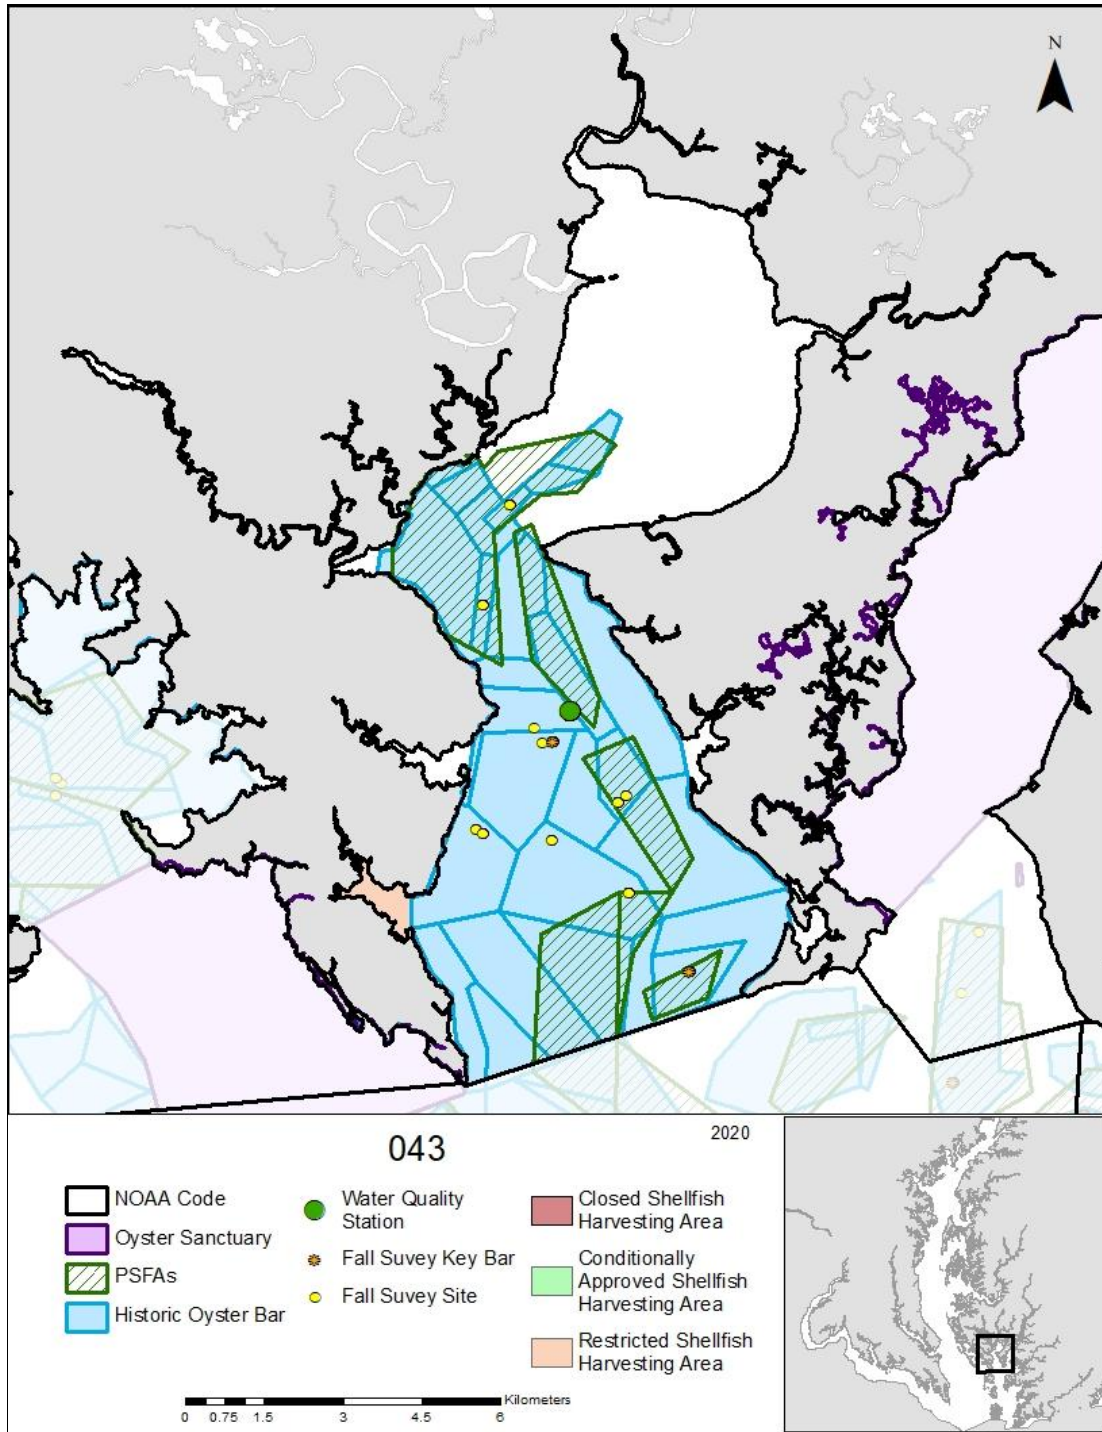 N
043
2020
NOAA Code
Oyster Sanctuary
PSFAs
Historic Oyster Bar
Water Quality
Station
Fall Suvey Key Bar
Fall Suvey Site
Closed Shellfish
Harvesting Area
Conditionally
Approved Shellfish
Harvesting Area
Restricted Shellfish
Harvesting Area
Kilometers
0 0.75 1.5 3 4.5 6